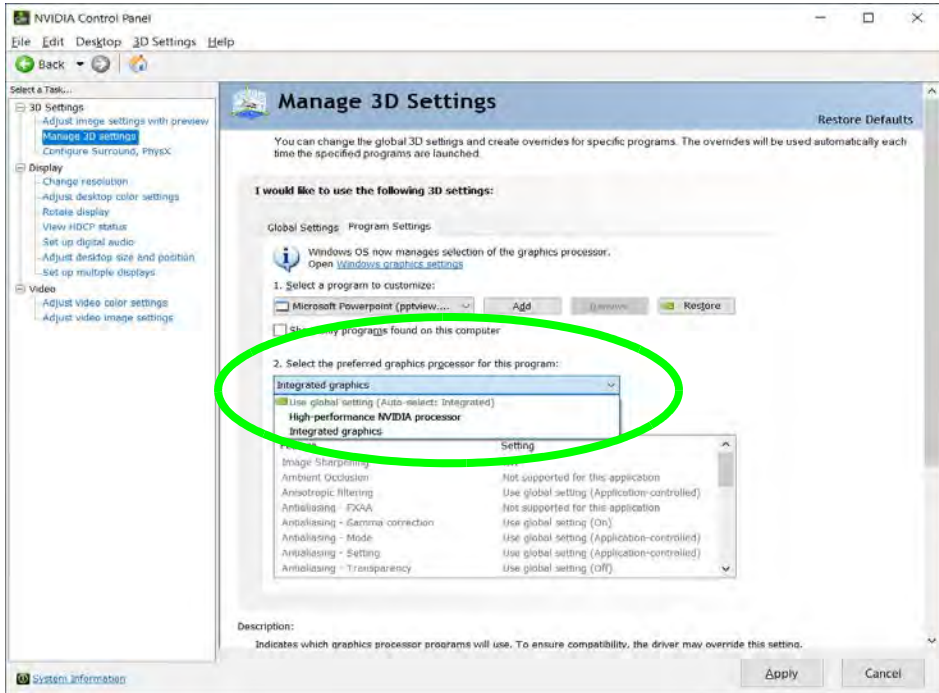 NVIDIA Control Panel
File Edit Desktop 3D Settings Help
Back
Select a Task...
3D Settings
Adjust image settings with preview
Manage 3D settings
Configure Surround, PhysX
Display
Change resolution
Adjust desktop color settings
Rotate display
View HDCP status
Set up digital audio
Adjust desktop size and position
Set up multiple displays
Video
Adjust video color settings
Adjust video image settings
System Information
Manage 3D Settings
Restore Defaults
You can change the global 3D settings and create overrides for specific programs. The overrides will be used automatically each
time the specified programs are launched.
I would like to use the following 3D settings:
Global Settings Program Settings
Windows OS now manages selection of the graphics processor.
Open Windows graphics settings
1. Select a program to customize:
Microsoft Powerpoint (pptview.... Add Remove Restore
Show only programs found on this computer
2. Select the preferred graphics processor for this program:
Integrated graphics
Use global setting (Auto-select: Integrated)
High-performance NVIDIA processor
Integrated graphics
Setting
Image Sharpening
Ambient Occlusion Not supported for this application
Anisotropic filtering Use global setting (Application-controlled)
Antialiasing - FXAA Not supported for this application
Antialiasing - Gamma correction Use global setting (On)
Antialiasing - Mode Use global setting (Application-controlled)
Antialiasing - Setting Use global setting (Application-controlled)
Antialiasing - Transparency Use global setting (Off)
Description:
Indicates which graphics processor programs will use. To ensure compatibility, the driver may override this setting.
Apply Cancel